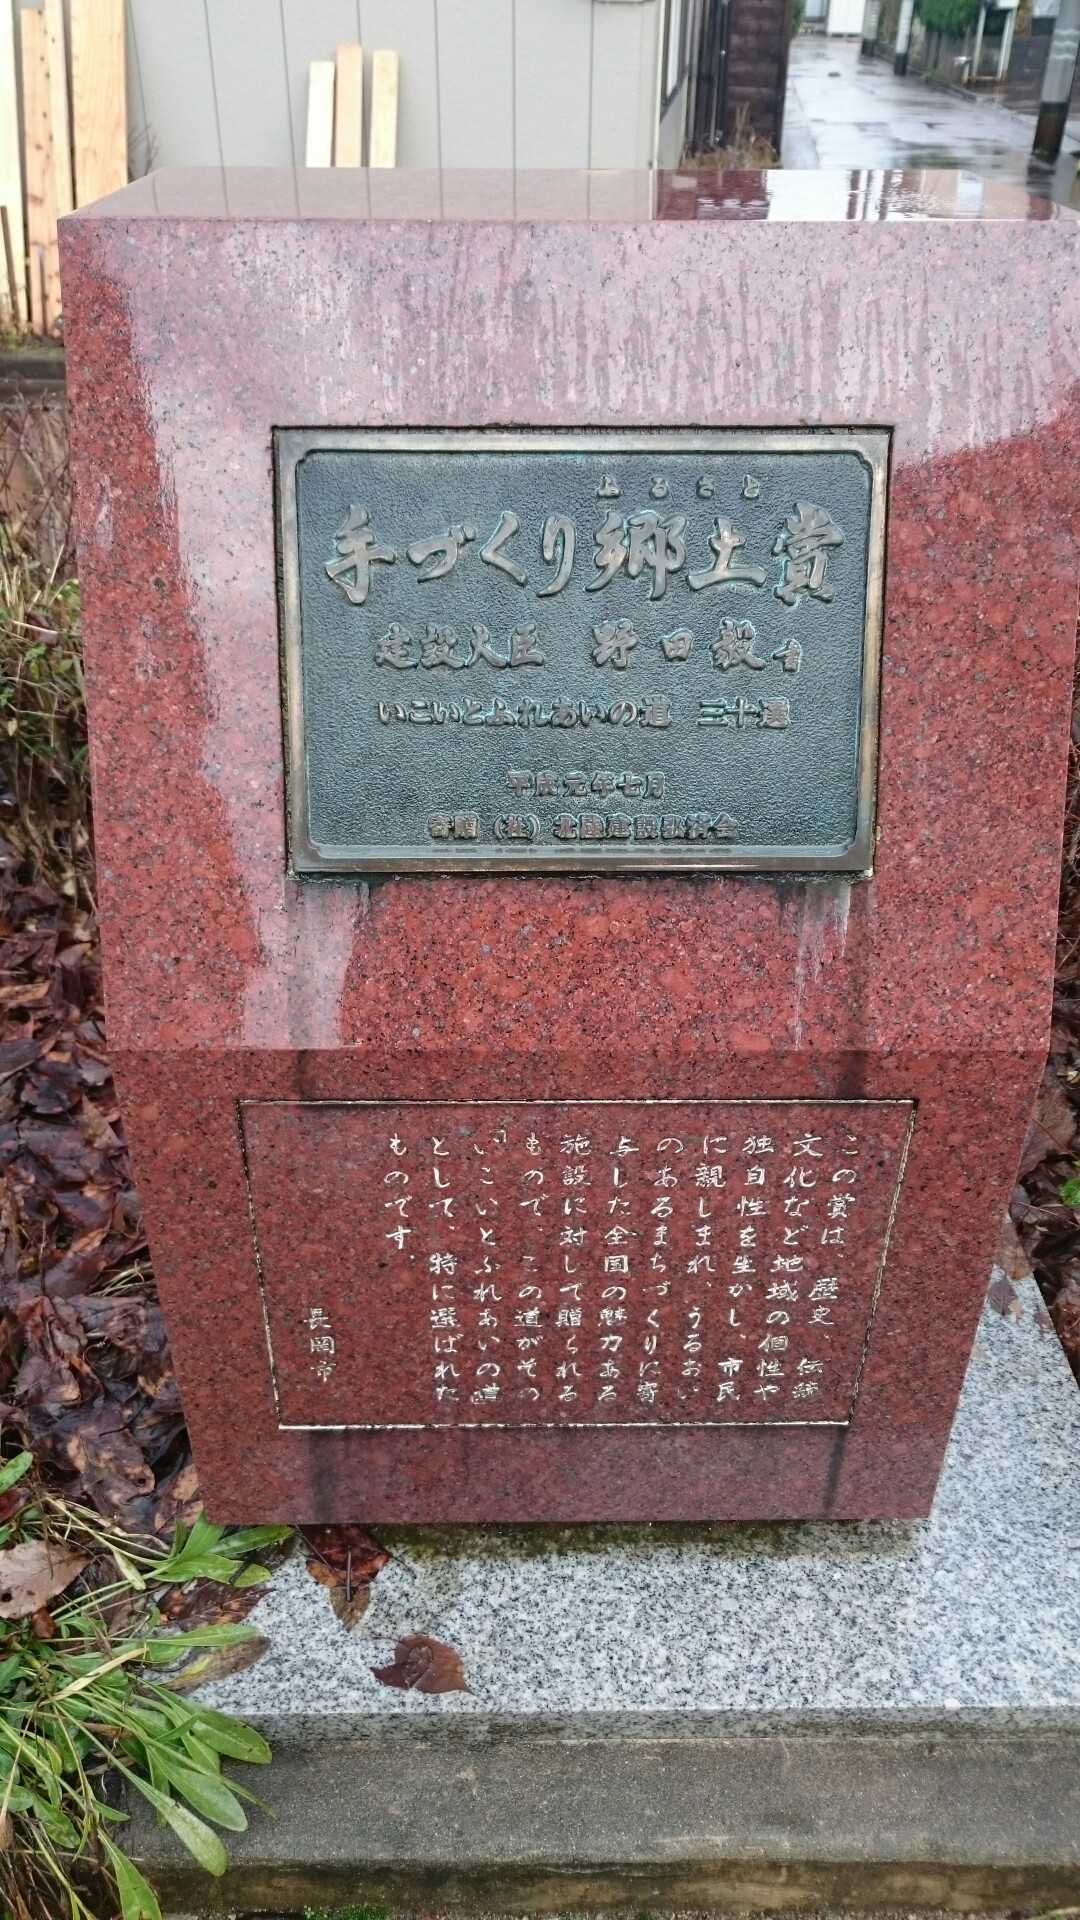 ふるさと
手づくり郷土賞
建設大臣 野田毅 書
いこいとふれあいの道 三十選
平成元年七月
寄贈（社）北陸建設弘済会
この賞は、歴史、伝統
文化など地域の個性や
独自性を生かし、市民
に親しまれ、うるおい
のあるまちづくりに寄
与した全国の魅力ある
施設に対して贈られる
もので、この道がその
「いこいとふれあいの道」
として、特に選ばれた
ものです。
長岡市